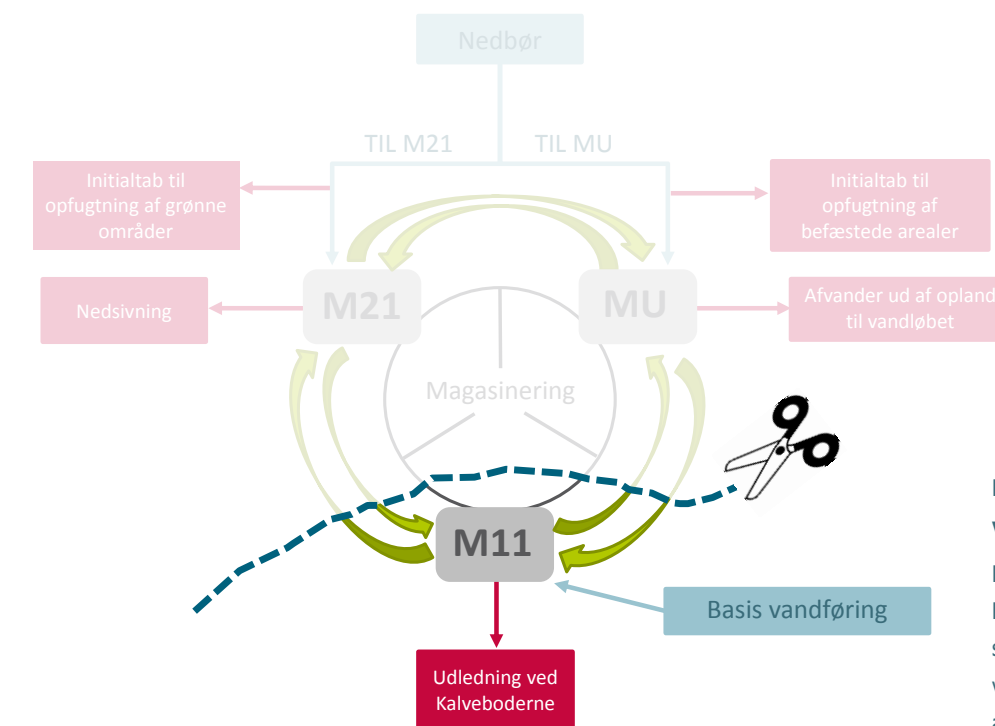 Nedbør
TIL M21
TIL MU
Initialtab til
opfugtning af grønne
områder
Initialtab til
opfugtning af
befæstede arealer
M21
MU
Nedsivning
Afvander ud af opland
til vandløbet
Magasinering
M11
Basis vandføring
Udledning ved
Kalveboderne